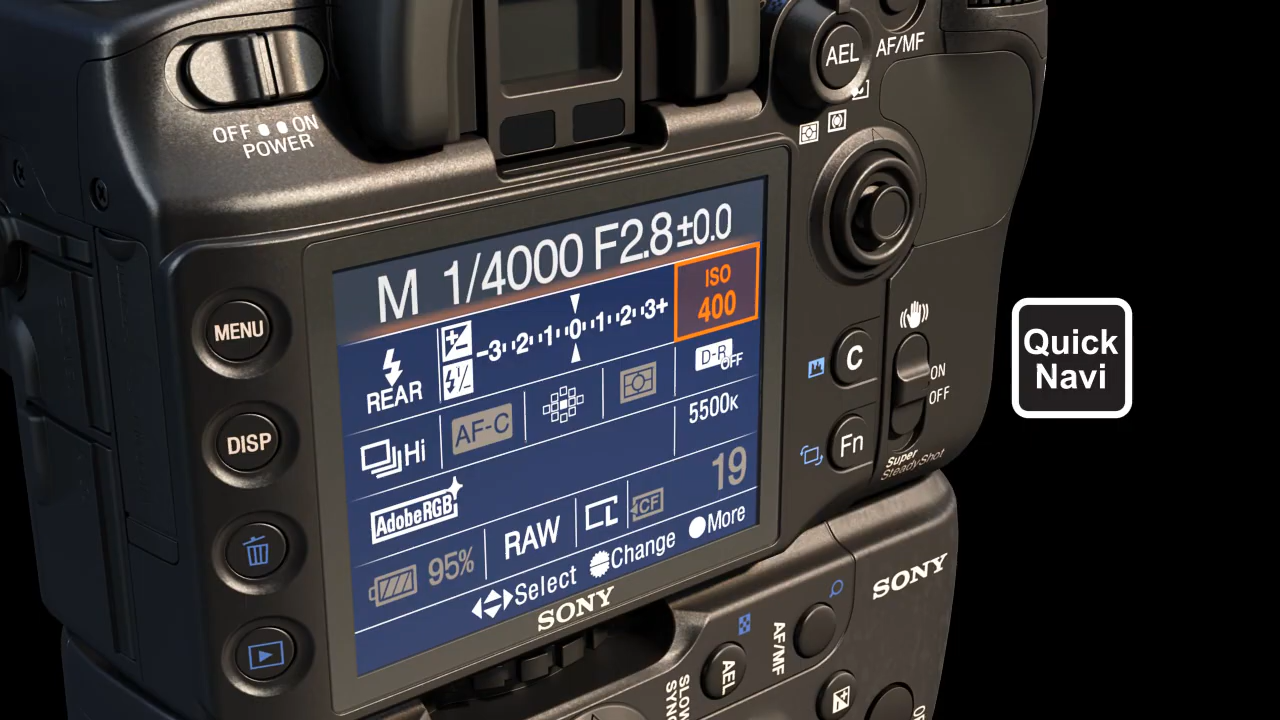 AEL
AF/MF
OFF ON
POWER
M 1/4000 F2.8 ±0.0
ISO
400
-3··2··1··0··1··2··3+
REAR
D-R
OFF
MENU
Hi
AF-C
5500K
C
ON
OFF
Quick
Navi
DISP
AdobeRGB
19
Fn
Super
SteadyShot
95%
RAW
L
CF
Select
Change
More
SONY
SONY
AF/MF
AEL
SLOW
SYNC